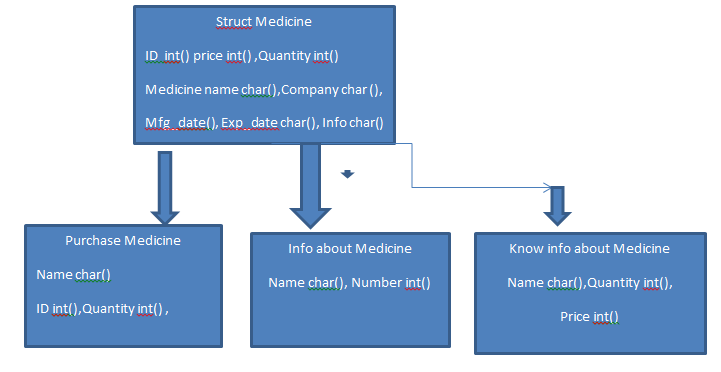 Struct Medicine
ID int() price int() ,Quantity int()
Medicine name char(),Company char (),
Mfg_date(), Exp_date char(), Info char()
Purchase Medicine
Name char()
ID int(),Quantity int() ,
Info about Medicine
Name char(), Number int()
Know info about Medicine
Name char(),Quantity int(),
Price int()